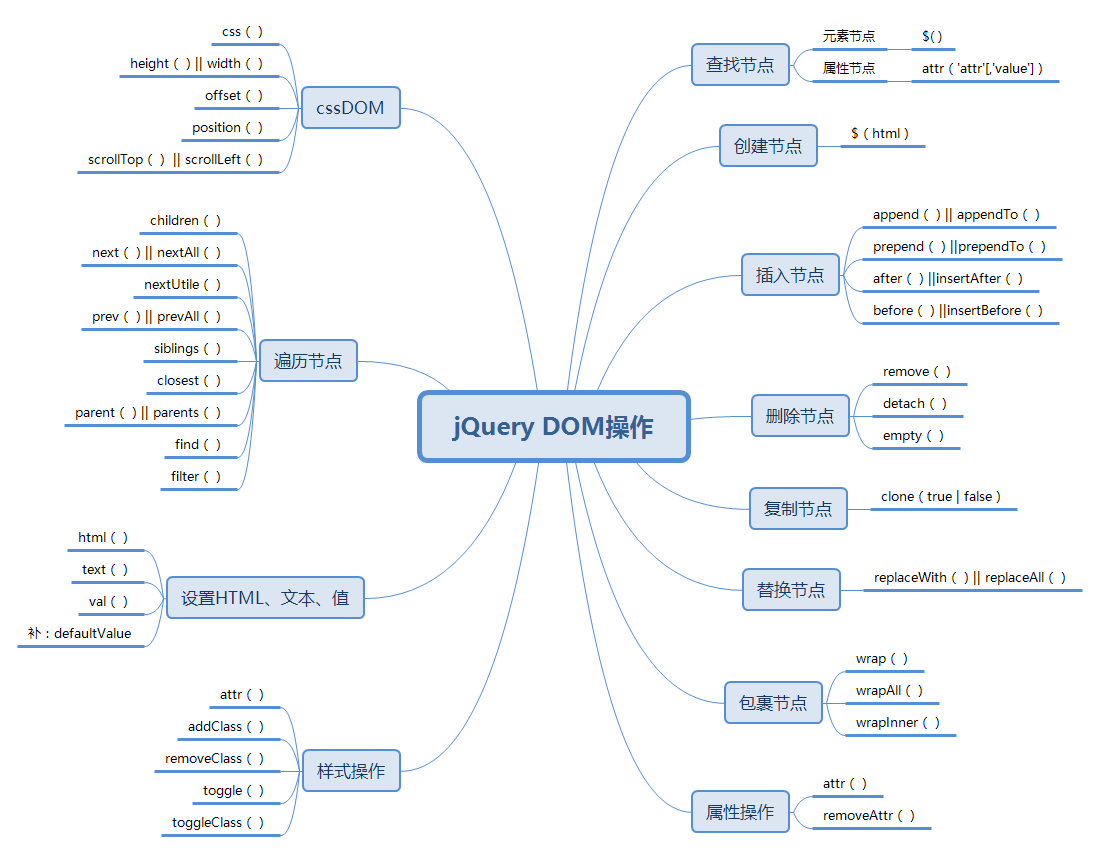 jQuery DOM操作
查找节点
元素节点
$( )
属性节点
attr ( 'attr'[,'value'] )
创建节点
$ ( html )
插入节点
append ( ) || appendTo ( )
prepend ( ) ||prependTo ( )
after ( ) ||insertAfter ( )
before ( ) ||insertBefore ( )
删除节点
remove ( )
detach ( )
empty ( )
复制节点
clone ( true | false )
替换节点
replaceWith ( ) || replaceAll ( )
包裹节点
wrap ( )
wrapAll ( )
wrapInner ( )
属性操作
attr ( )
removeAttr ( )
cssDOM
css ( )
height ( ) || width ( )
offset ( )
position ( )
scrollTop ( ) || scrollLeft ( )
遍历节点
children ( )
next ( ) || nextAll ( )
nextUtile ( )
prev ( ) || prevAll ( )
siblings ( )
closest ( )
parent ( ) || parents ( )
find ( )
filter ( )
设置HTML、文本、值
html ( )
text ( )
val ( )
补 : defaultValue
样式操作
attr ( )
addClass ( )
removeClass ( )
toggle ( )
toggleClass ( )